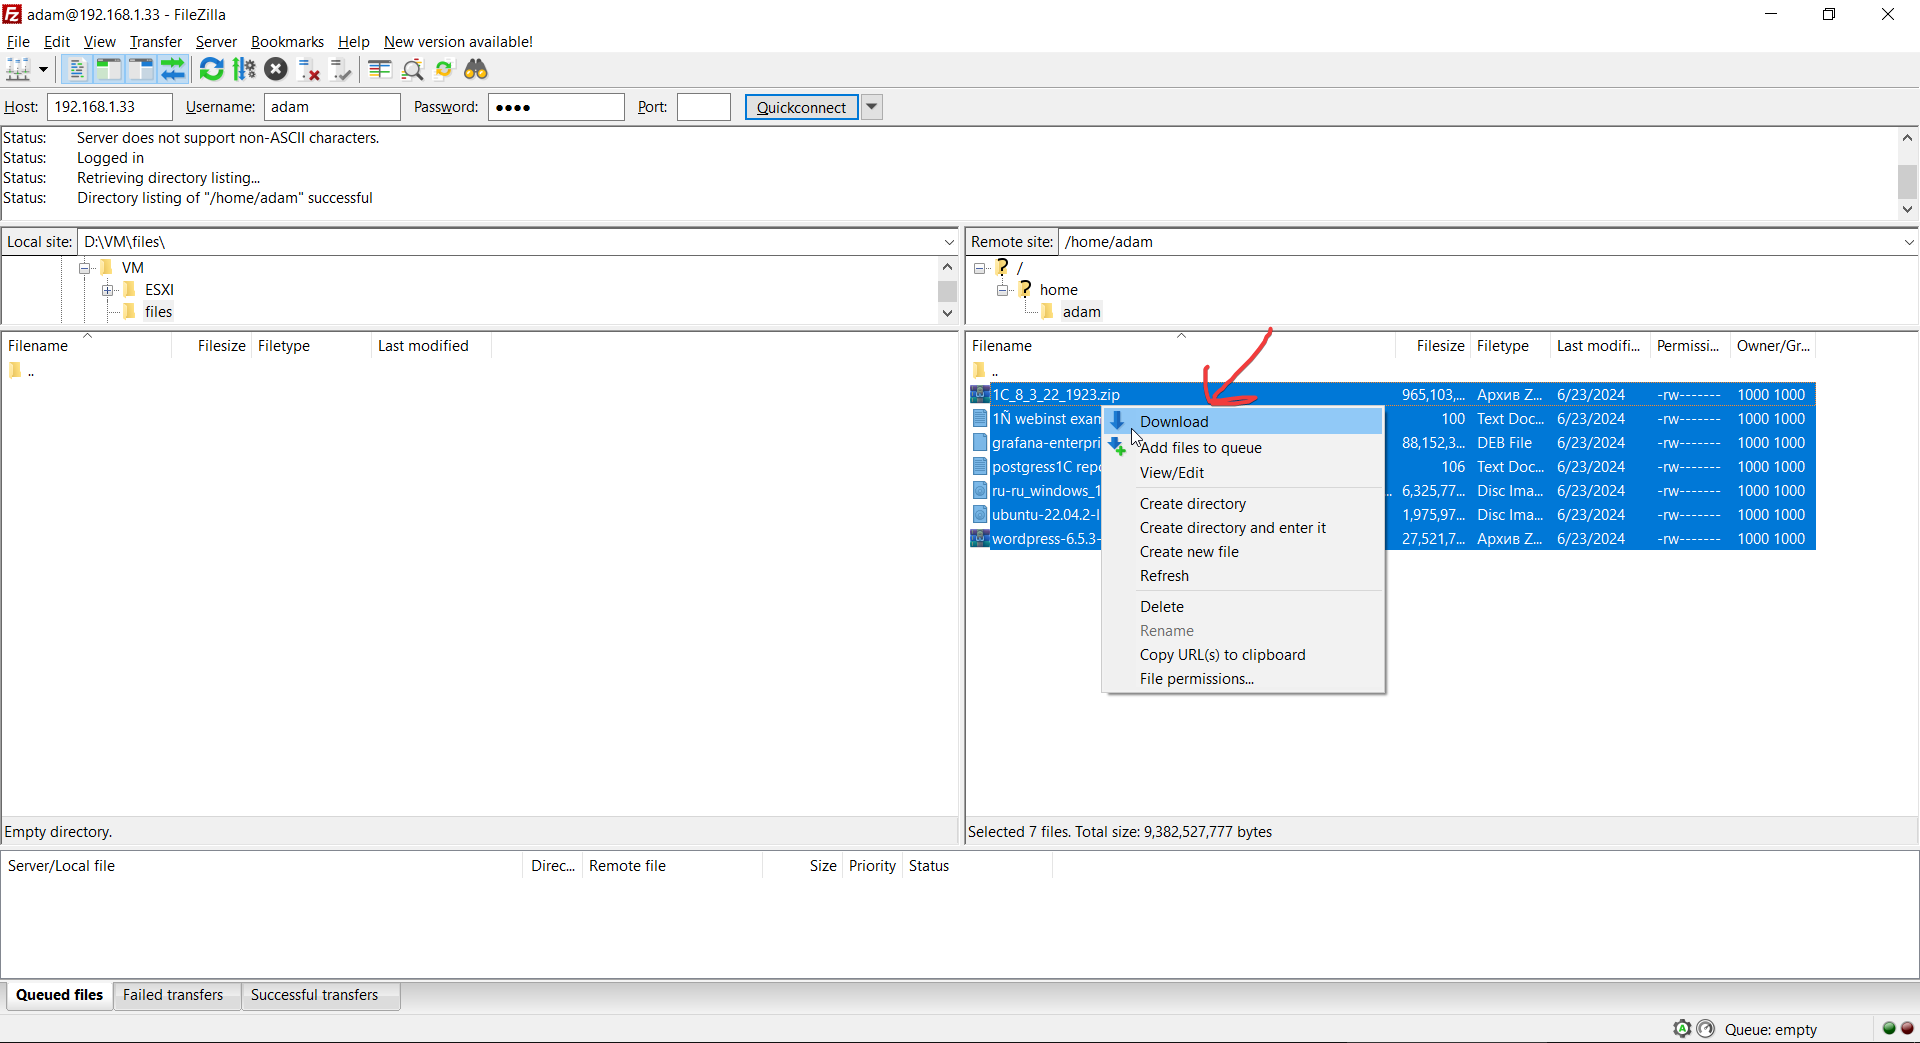 adam@192.168.1.33 - FileZilla
File Edit View Transfer Server Bookmarks Help New version available!
Host: 192.168.1.33 Username: adam Password: ●●●● Port: Quickconnect
Status: Server does not support non-ASCII characters.
Status: Logged in
Status: Retrieving directory listing...
Status: Directory listing of "/home/adam" successful
Local site: D:\VM\files\
VM
ESXI
files
Filename Filesize Filetype Last modified
..
Empty directory.
Remote site: /home/adam
/
home
adam
Filename Filesize Filetype Last modifi... Permissi... Owner/Gr...
..
1C_8_3_22_1923.zip 965,103,... Архив Z... 6/23/2024 -rw------- 1000 1000
1Ñ webinst exam 100 Text Doc... 6/23/2024 -rw------- 1000 1000
grafana-enterpri 88,152,3... DEB File 6/23/2024 -rw------- 1000 1000
postgress1C repo 106 Text Doc... 6/23/2024 -rw------- 1000 1000
ru-ru_windows_1 .. 6,325,77... Disc Ima... 6/23/2024 -rw------- 1000 1000
ubuntu-22.04.2-l 1,975,97... Disc Ima... 6/23/2024 -rw------- 1000 1000
wordpress-6.5.3- 27,521,7... Архив Z... 6/23/2024 -rw------- 1000 1000
Download
Add files to queue
View/Edit
Create directory
Create directory and enter it
Create new file
Refresh
Delete
Rename
Copy URL(s) to clipboard
File permissions...
Selected 7 files. Total size: 9,382,527,777 bytes
Server/Local file Direc... Remote file Size Priority Status
Queued files Failed transfers Successful transfers
Queue: empty